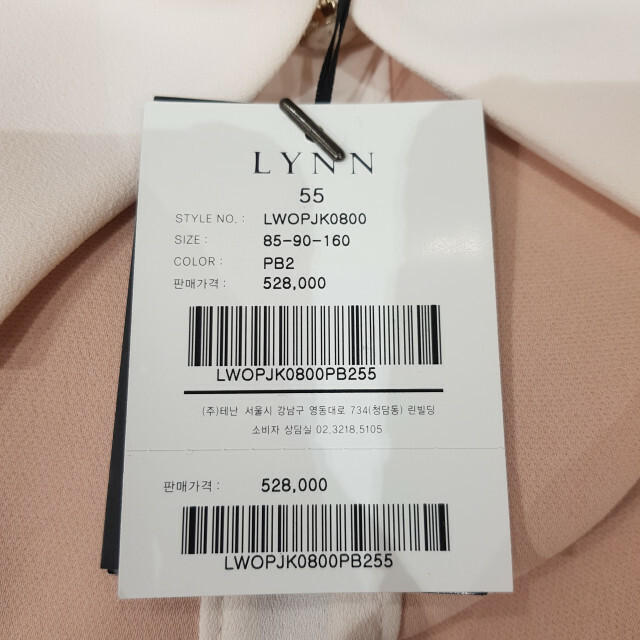 LYNN
55
STYLE NO. : LWOPJK0800
SIZE : 85-90-160
COLOR : PB2
판매가격 : 528,000
LWOPJK0800PB255
(주)테난 서울시 강남구 영동대로 734(청담동) 린빌딩
소비자 상담실 02.3218.5105
판매가격 : 528,000
LWOPJK0800PB255